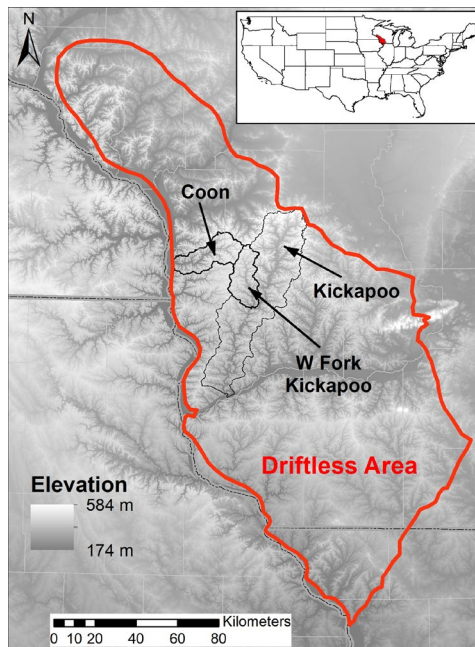 N
Coon
Kickapoo
W Fork
Kickapoo
Driftless Area
Elevation
584 m
174 m
Kilometers
0 10 20 40 60 80